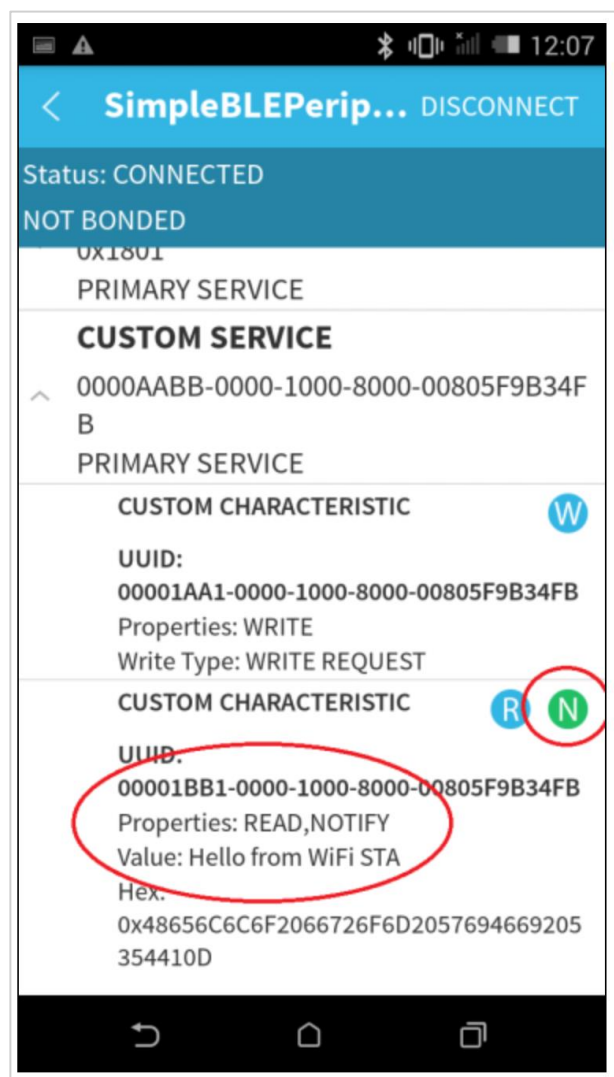 12:07
< SimpleBLEPerip... DISCONNECT
Status: CONNECTED
NOT BONDED
0x1801
PRIMARY SERVICE
CUSTOM SERVICE
0000AABB-0000-1000-8000-00805F9B34F
B
PRIMARY SERVICE
CUSTOM CHARACTERISTIC W
UUID:
00001AA1-0000-1000-8000-00805F9B34FB
Properties: WRITE
Write Type: WRITE REQUEST
CUSTOM CHARACTERISTIC R N
UUID:
00001BB1-0000-1000-8000-00805F9B34FB
Properties: READ,NOTIFY
Value: Hello from WiFi STA
Hex:
0x48656C6C6F2066726F6D2057694669205
354410D